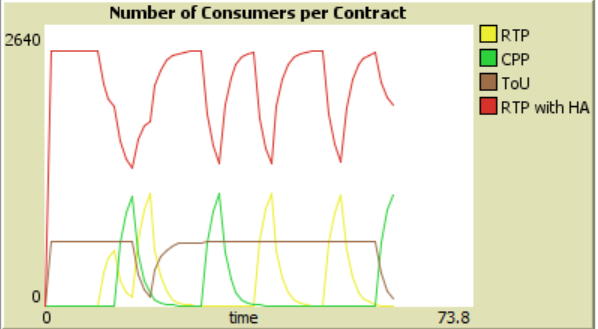 Number of Consumers per Contract
2640
0
0 time 73.8
RTP
CPP
ToU
RTP with HA